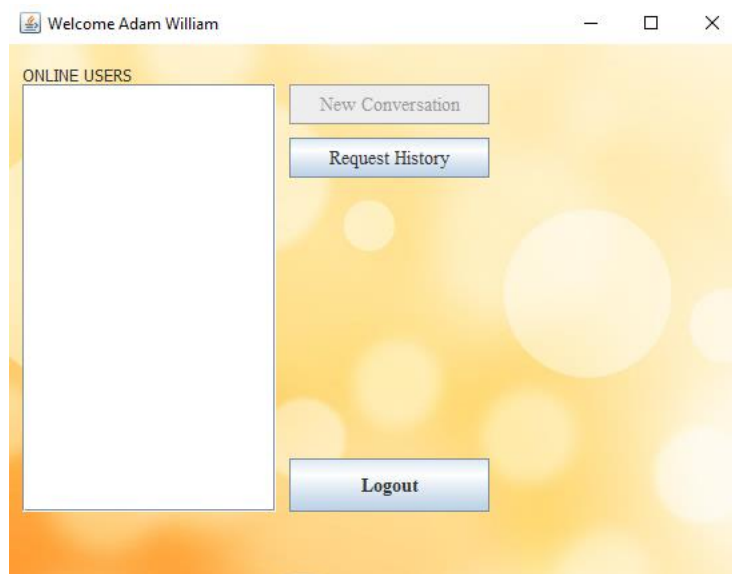 Welcome Adam William
ONLINE USERS
New Conversation
Request History
Logout